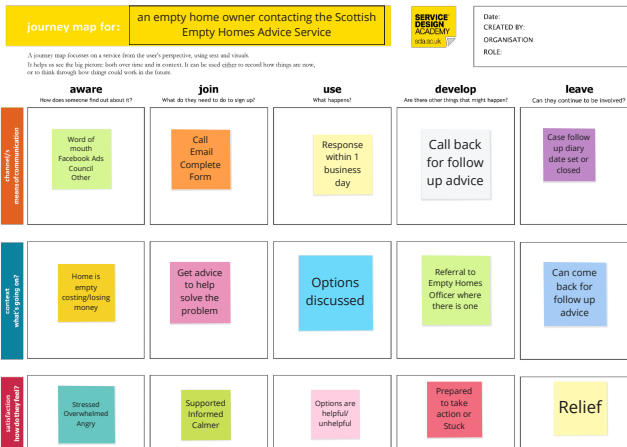 journey map for:
an empty home owner contacting the Scottish
Empty Homes Advice Service
SERVICE
DESIGN
ACADEMY
sda.ac.uk
Date:
CREATED BY:
ORGANISATION:
ROLE:
A journey map focusses on a service from the user's perspective, using text and visuals.
It helps us see the big picture: both over time and in context. It can be used either to record how things are now,
or to think through how things could work in the future.
aware
How does someone find out about it?
join
What do they need to do to sign up?
use
What happens?
develop
Are there other things that might happen?
leave
Can they continue to be involved?
channel/s
means of communication
Word of
mouth
Facebook Ads
Council
Other
Call
Email
Complete
Form
Response
within 1
business
day
Call back
for follow
up advice
Case follow
up diary
date set or
closed
context
what's going on?
Home is
empty
costing/losing
money
Get advice
to help
solve the
problem
Options
discussed
Referral to
Empty Homes
Officer where
there is one
Can come
back for
follow up
advice
satisfaction
how do they feel?
Stressed
Overwhelmed
Angry
Supported
Informed
Calmer
Options are
helpful/
unhelpful
Prepared
to take
action or
Stuck
Relief